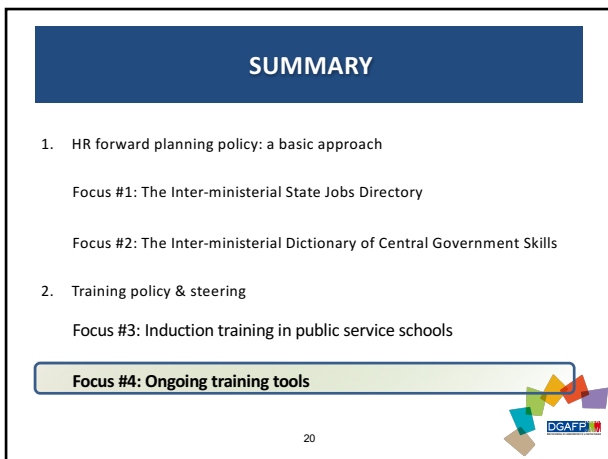 SUMMARY
1. HR forward planning policy: a basic approach
Focus #1: The Inter-ministerial State Jobs Directory
Focus #2: The Inter-ministerial Dictionary of Central Government Skills
2. Training policy & steering
Focus #3: Induction training in public service schools
Focus #4: Ongoing training tools
DGAFP
20